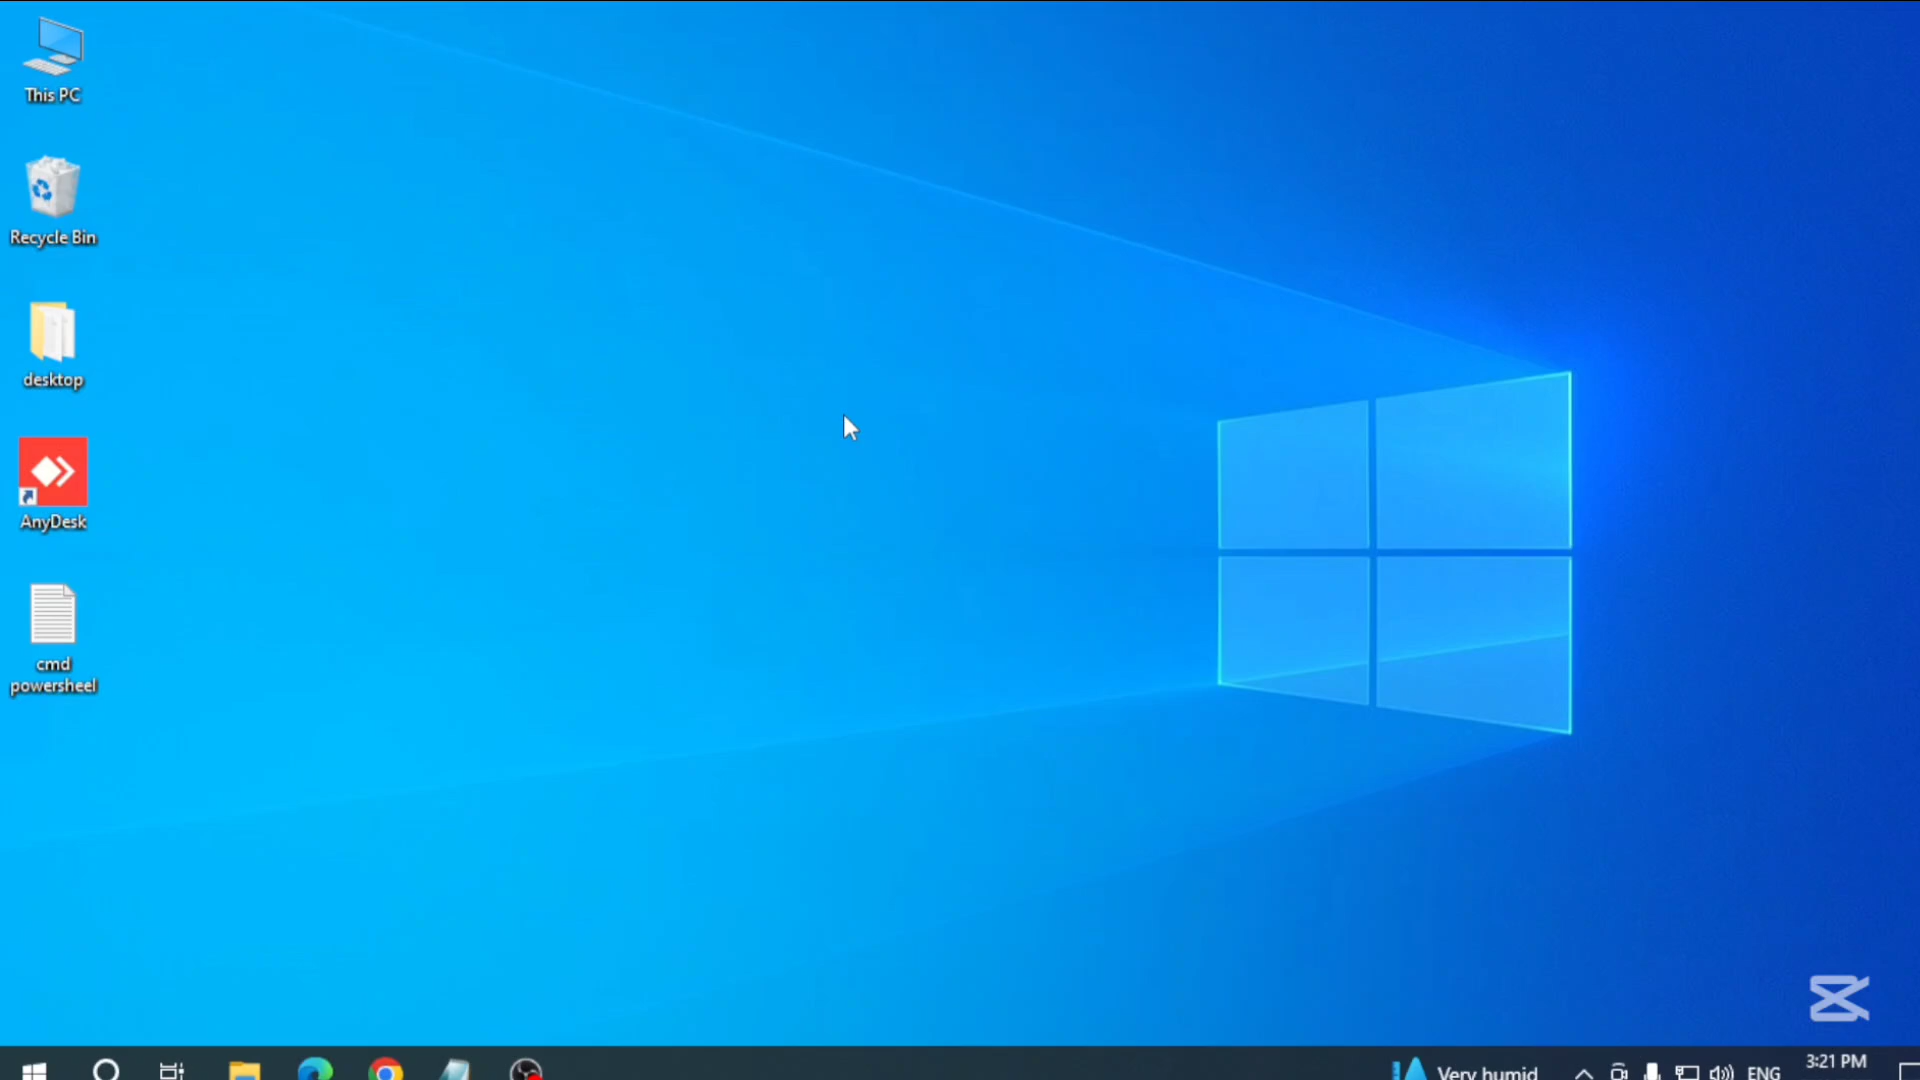 This PC
Recycle Bin
desktop
AnyDesk
cmd
powersheel
Very humid
ENG
3:21 PM